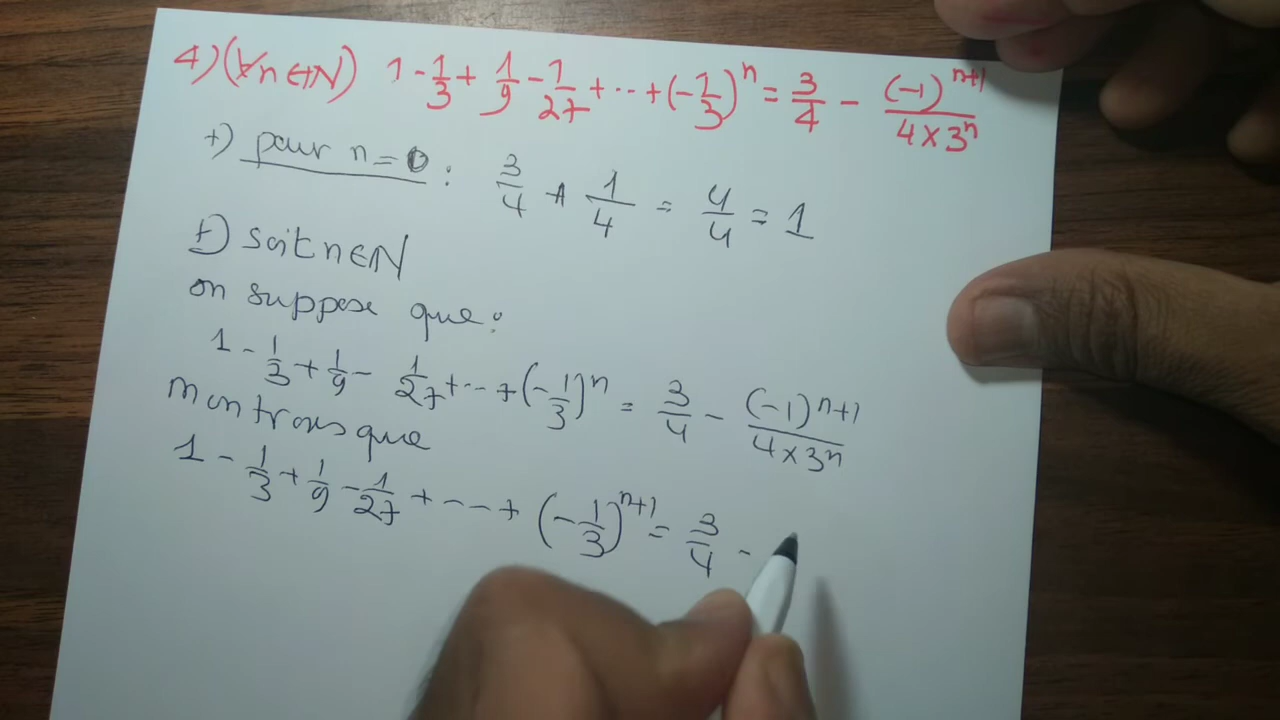 4) (∀n∈ℕ) 1 - 1/3 + 1/9 - 1/27 + ... + (-1/3)^n = 3/4 - (-1)^(n+1)/(4×3^n)
+) pour n = 0 : 3/4 + 1/4 = 4/4 = 1
+) soit n∈ℕ
on suppose que:
1 - 1/3 + 1/9 - 1/27 + ... + (-1/3)^n = 3/4 - (-1)^(n+1)/(4×3^n)
montrons que
1 - 1/3 + 1/9 - 1/27 + ... + (-1/3)^(n+1) = 3/4 -